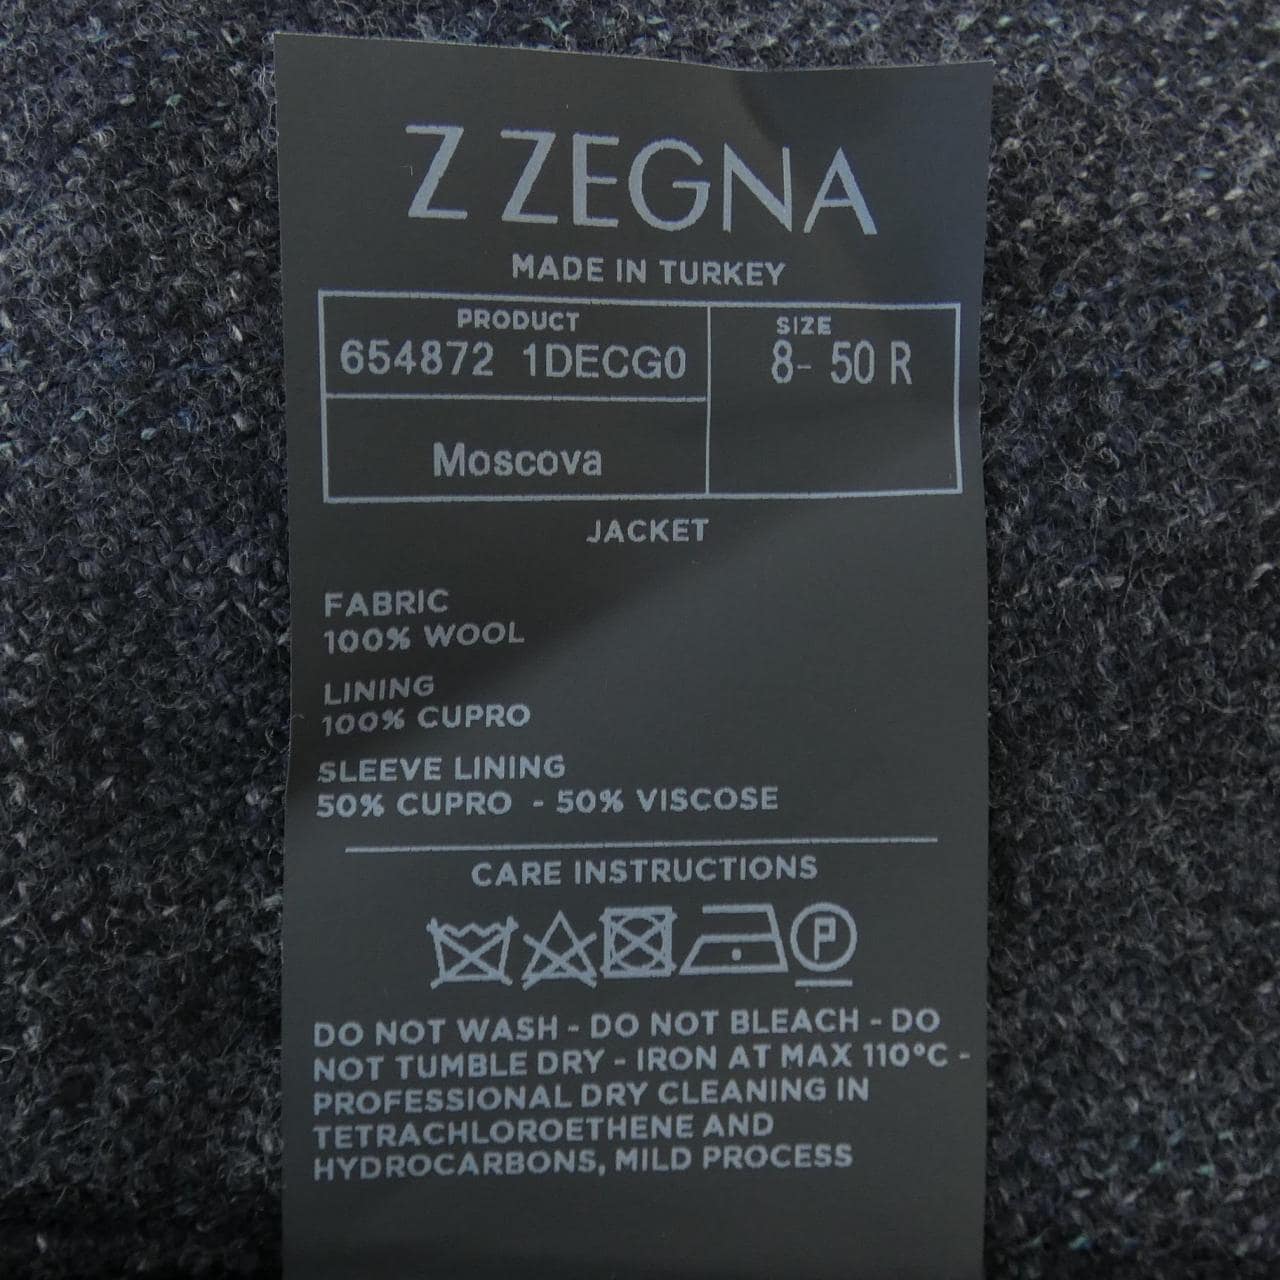 Z ZEGNA
MADE IN TURKEY
PRODUCT
654872 1DECG0
SIZE
8- 50 R
Moscova
JACKET
FABRIC
100% WOOL
LINING
100% CUPRO
SLEEVE LINING
50% CUPRO - 50% VISCOSE
CARE INSTRUCTIONS
P
DO NOT WASH - DO NOT BLEACH - DO
NOT TUMBLE DRY - IRON AT MAX 110°C -
PROFESSIONAL DRY CLEANING IN
TETRACHLOROETHENE AND
HYDROCARBONS, MILD PROCESS